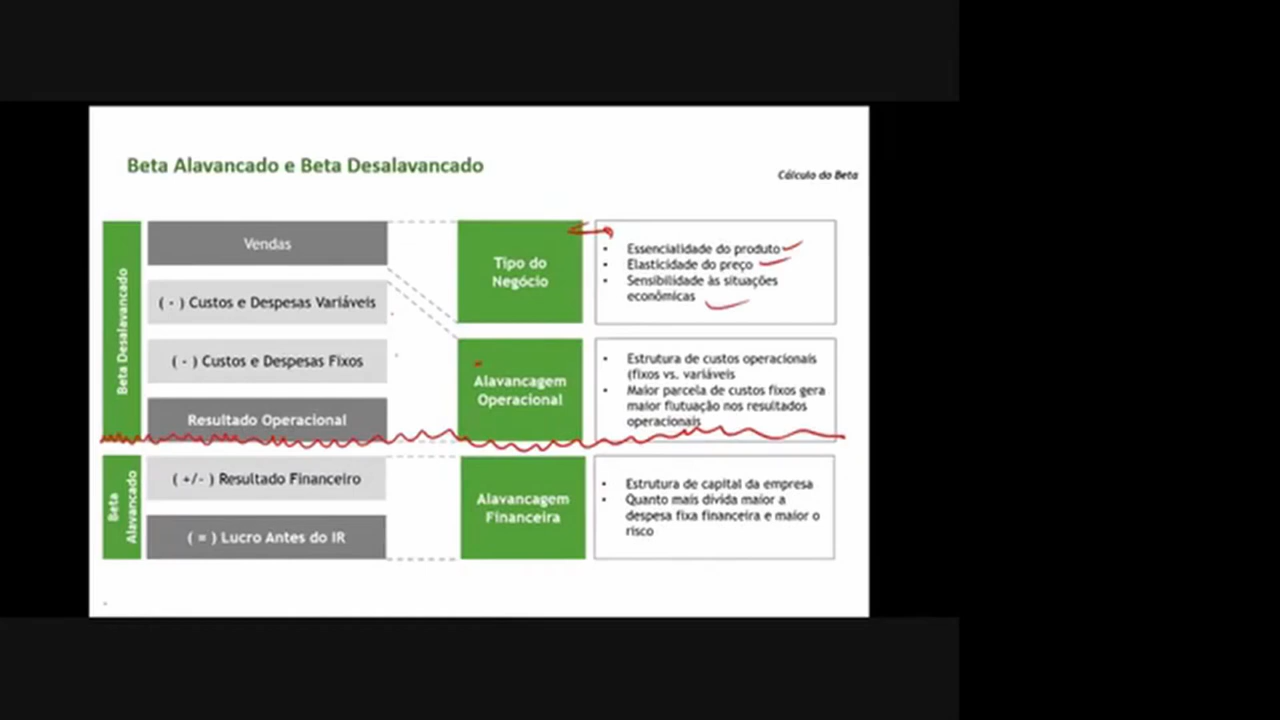 Beta Alavancado e Beta Desalavancado
Cálculo do Beta
Beta Desalavancado
Vendas
( - ) Custos e Despesas Variáveis
( - ) Custos e Despesas Fixos
Resultado Operacional
Tipo do
Negócio
• Essencialidade do produto
• Elasticidade do preço
• Sensibilidade às situações
econômicas
Alavancagem
Operacional
• Estrutura de custos operacionais
(fixos vs. variáveis
• Maior parcela de custos fixos gera
maior flutuação nos resultados
operacionais
Beta
Alavancado
( +/- ) Resultado Financeiro
( = ) Lucro Antes do IR
Alavancagem
Financeira
• Estrutura de capital da empresa
• Quanto mais dívida maior a
despesa fixa financeira e maior o
risco